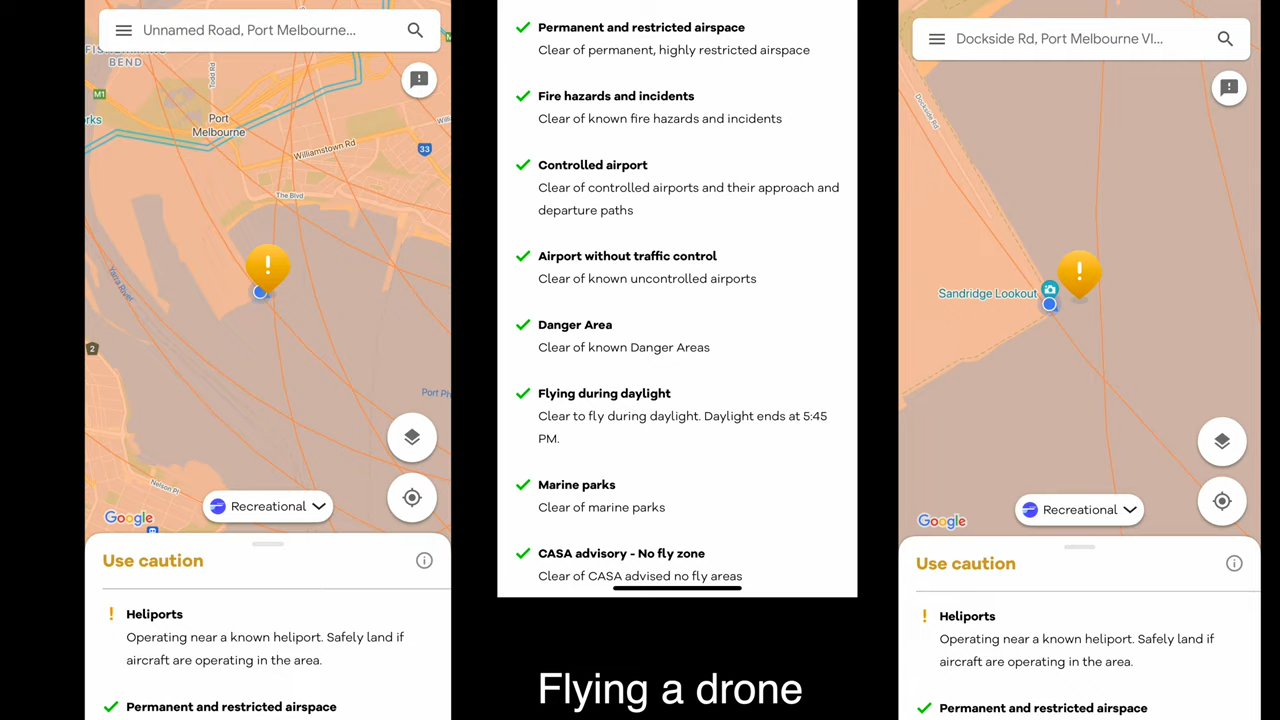 Unnamed Road, Port Melbourne...
BEND
M1
Todd Rd
Port
Melbourne
Williamstown Rd
33
The Blvd
Yarra River
2
Nelson Pl
Recreational
Google
Use caution
Heliports
Operating near a known heliport. Safely land if
aircraft are operating in the area.
Permanent and restricted airspace
Permanent and restricted airspace
Clear of permanent, highly restricted airspace
Fire hazards and incidents
Clear of known fire hazards and incidents
Controlled airport
Clear of controlled airports and their approach and
departure paths
Airport without traffic control
Clear of known uncontrolled airports
Danger Area
Clear of known Danger Areas
Flying during daylight
Clear to fly during daylight. Daylight ends at 5:45
PM.
Marine parks
Clear of marine parks
CASA advisory - No fly zone
Clear of CASA advised no fly areas
Flying a drone
Dockside Rd, Port Melbourne VI...
Dockside Rd
Sandridge Lookout
Recreational
Google
Use caution
Heliports
Operating near a known heliport. Safely land if
aircraft are operating in the area.
Permanent and restricted airspace